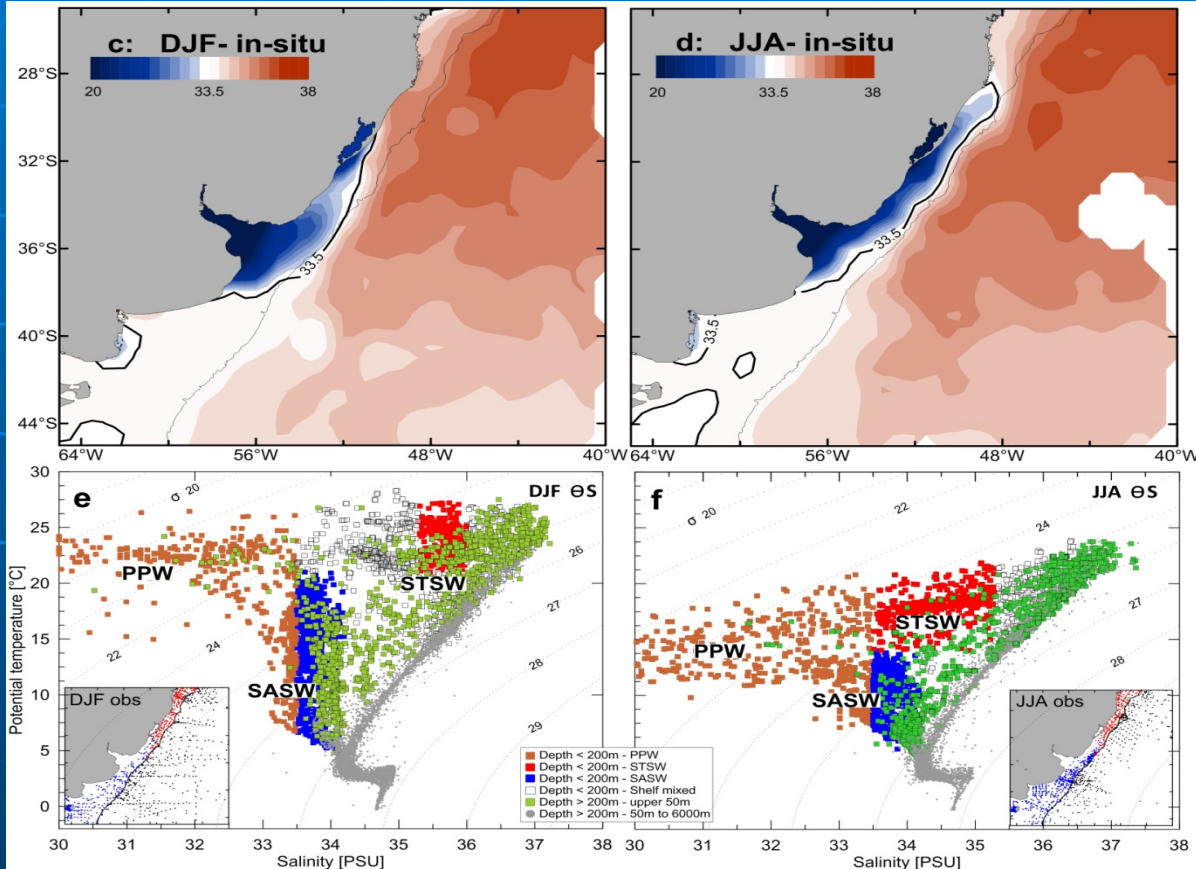 c: DJF- in-situ
20 33.5 38
28°S
32°S
36°S
40°S
44°S
33.5
64°W 56°W 48°W 40°W
d: JJA- in-situ
20 33.5 38
33.5
33.5
64°W 56°W 48°W 40°W
e
DJF ΘS
σ 20
22
24
26
27
28
29
PPW
STSW
SASW
DJF obs
Depth < 200m - PPW
Depth < 200m - STSW
Depth < 200m - SASW
Depth < 200m - Shelf mixed
Depth > 200m - upper 50m
Depth > 200m - 50m to 6000m
Potential temperature [°C]
30
25
20
15
10
5
0
30 31 32 33 34 35 36 37 38
Salinity [PSU]
f
JJA ΘS
σ 20
22
24
27
28
PPW
STSW
SASW
JJA obs
30 31 32 33 34 35 36 37 38
Salinity [PSU]